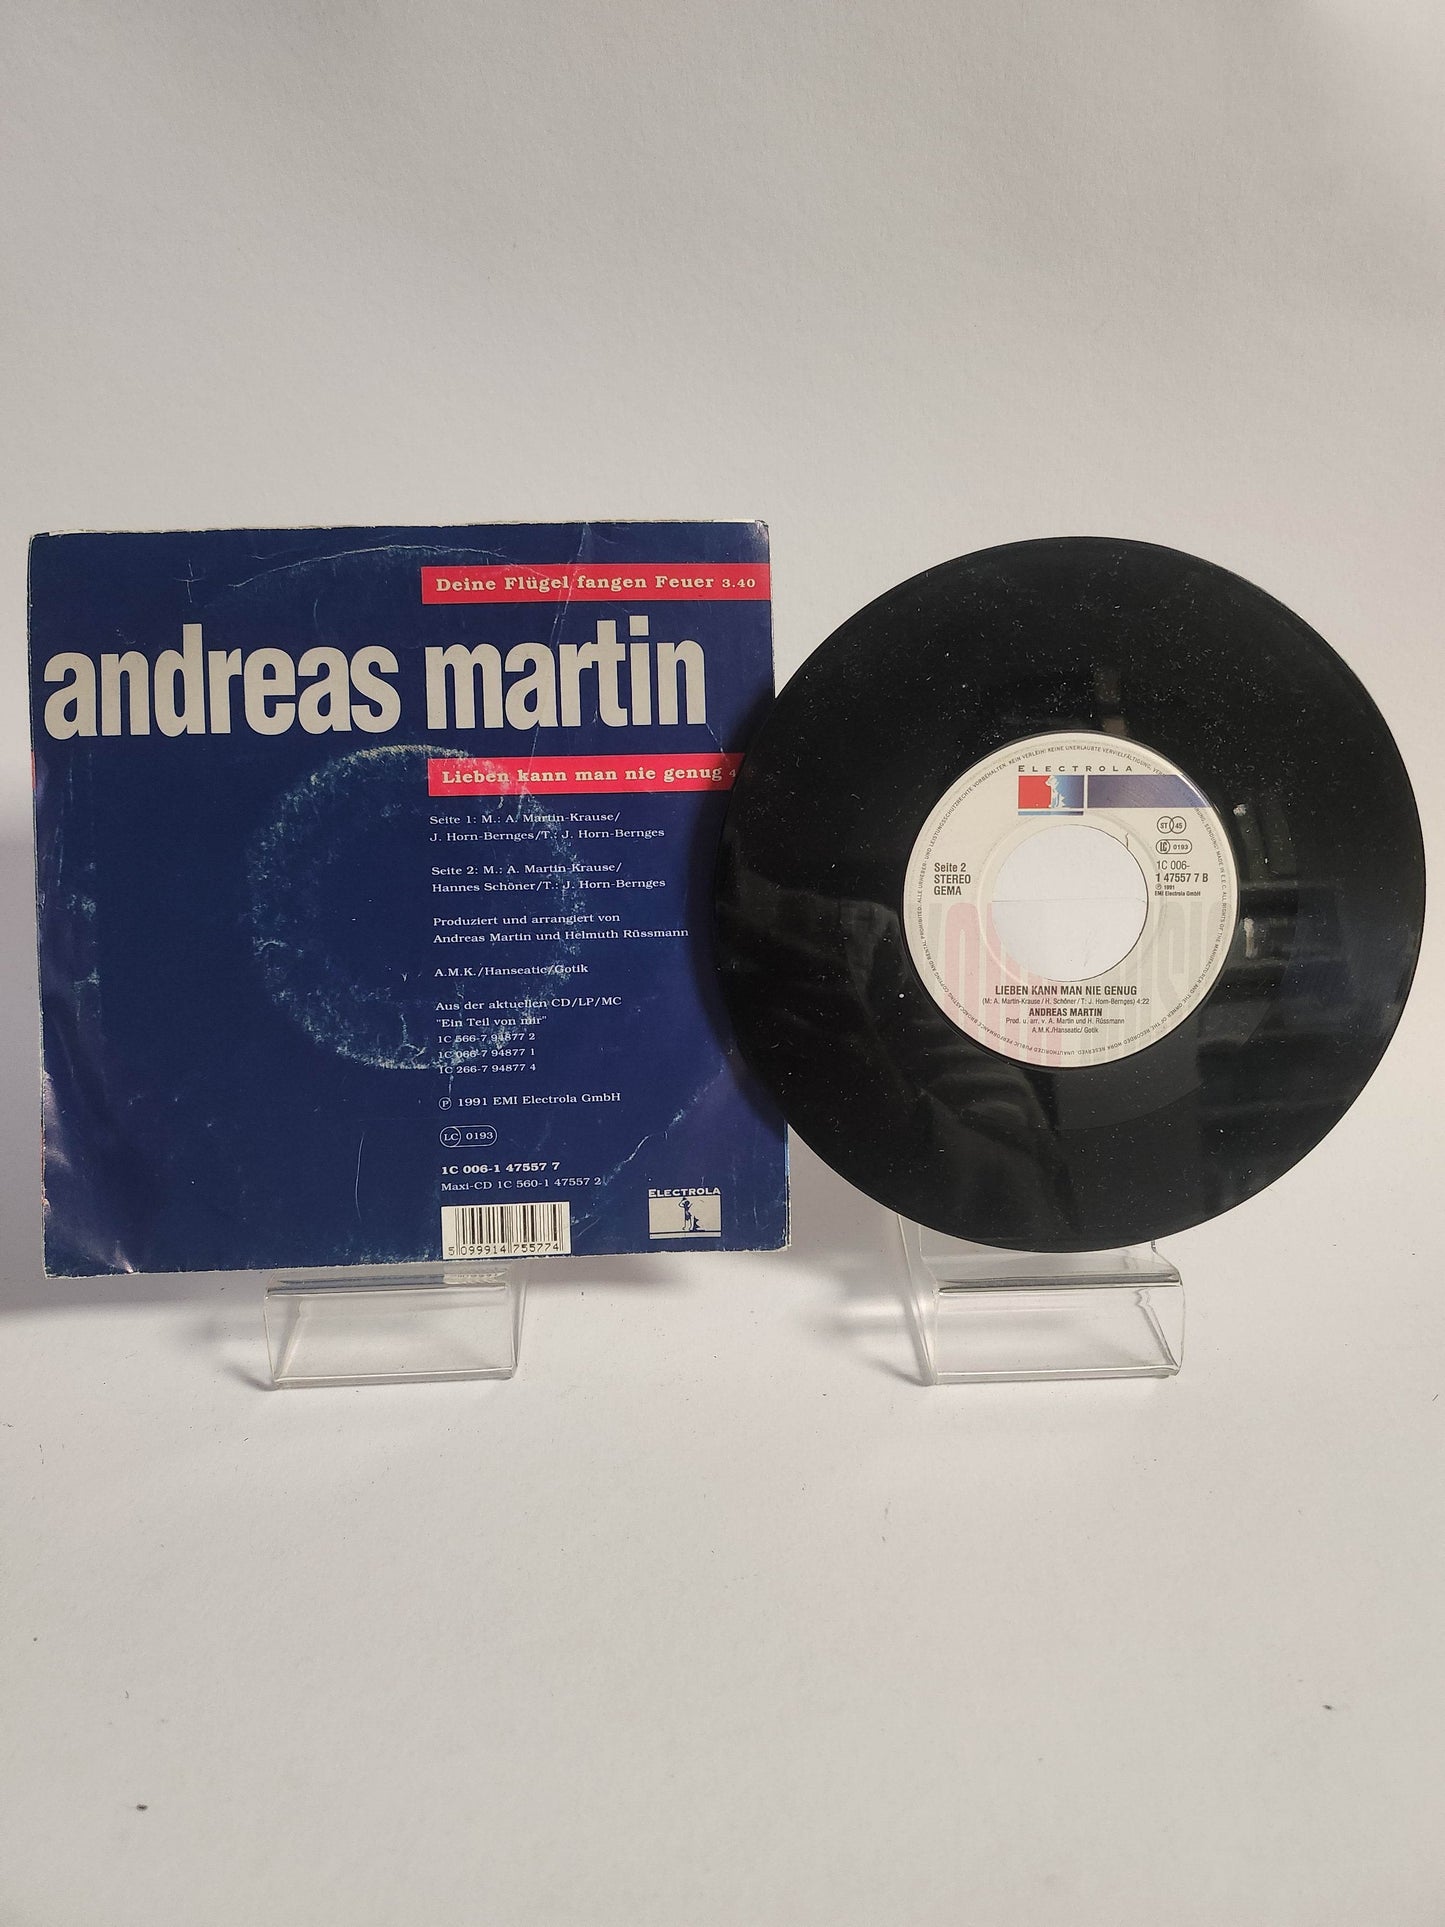 Deine Flügel fangen Feuer 3.40
andreas martin
Lieben kann man nie genug 4
Seite 1: M.: A. Martin-Krause/
J. Horn-Bernges/T.: J. Horn-Bernges
Seite 2: M.: A. Martin-Krause/
Hannes Schöner/T.: J. Horn-Bernges
Produziert und arrangiert von
Andreas Martin und Helmuth Rüssmann
A.M.K./Hanseatic/Gotik
Aus der aktuellen CD/LP/MC
"Ein Teil von mir"
1C 566-7 94877 2
1C 066-7 94877 1
1C 266-7 94877 4
℗ 1991 EMI Electrola GmbH
LC 0193
1C 006-1 47557 7
Maxi-CD 1C 560-1 47557 2
5 099914 755774
ELECTROLA
ELECTROLA
ST 45
LC 0193
Seite 2
STEREO
GEMA
1C 006-
1 47557 7 B
℗ 1991
EMI Electrola GmbH
LIEBEN KANN MAN NIE GENUG
(M: A. Martin-Krause / H. Schöner / T: J. Horn-Bernges) 4:22
ANDREAS MARTIN
Prod. u. arr. v. A. Martin und H. Rüssmann
A.M.K./Hanseatic/ Gotik